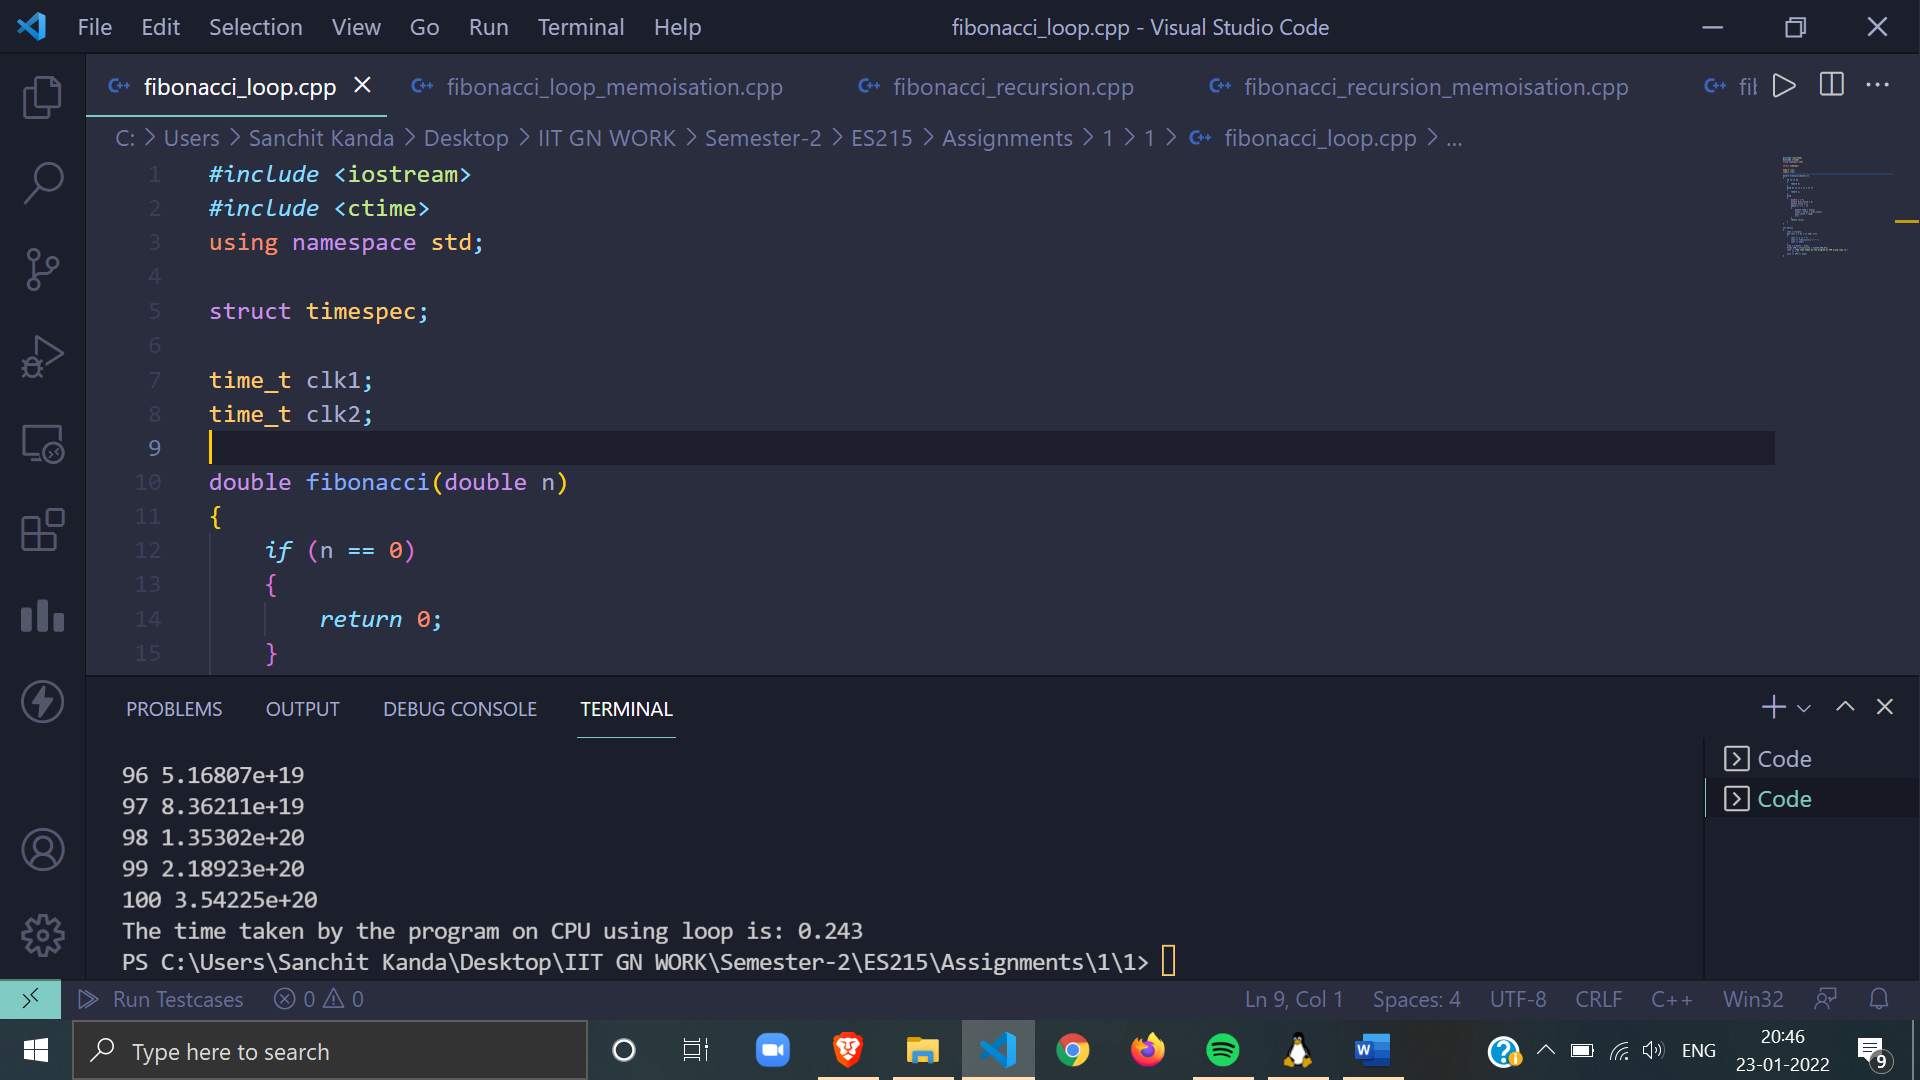 File Edit Selection View Go Run Terminal Help fibonacci_loop.cpp - Visual Studio Code
fibonacci_loop.cpp fibonacci_loop_memoisation.cpp fibonacci_recursion.cpp fibonacci_recursion_memoisation.cpp
C: > Users > Sanchit Kanda > Desktop > IIT GN WORK > Semester-2 > ES215 > Assignments > 1 > 1 > fibonacci_loop.cpp > ...
1 #include <iostream>
2 #include <ctime>
3 using namespace std;
4
5 struct timespec;
6
7 time_t clk1;
8 time_t clk2;
9
10 double fibonacci(double n)
11 {
12 if (n == 0)
13 {
14 return 0;
15 }
PROBLEMS OUTPUT DEBUG CONSOLE TERMINAL
96 5.16807e+19
97 8.36211e+19
98 1.35302e+20
99 2.18923e+20
100 3.54225e+20
The time taken by the program on CPU using loop is: 0.243
PS C:\Users\Sanchit Kanda\Desktop\IIT GN WORK\Semester-2\ES215\Assignments\1\1>
Code
Code
Run Testcases 0 0 Ln 9, Col 1 Spaces: 4 UTF-8 CRLF C++ Win32
Type here to search
ENG
20:46
23-01-2022
9